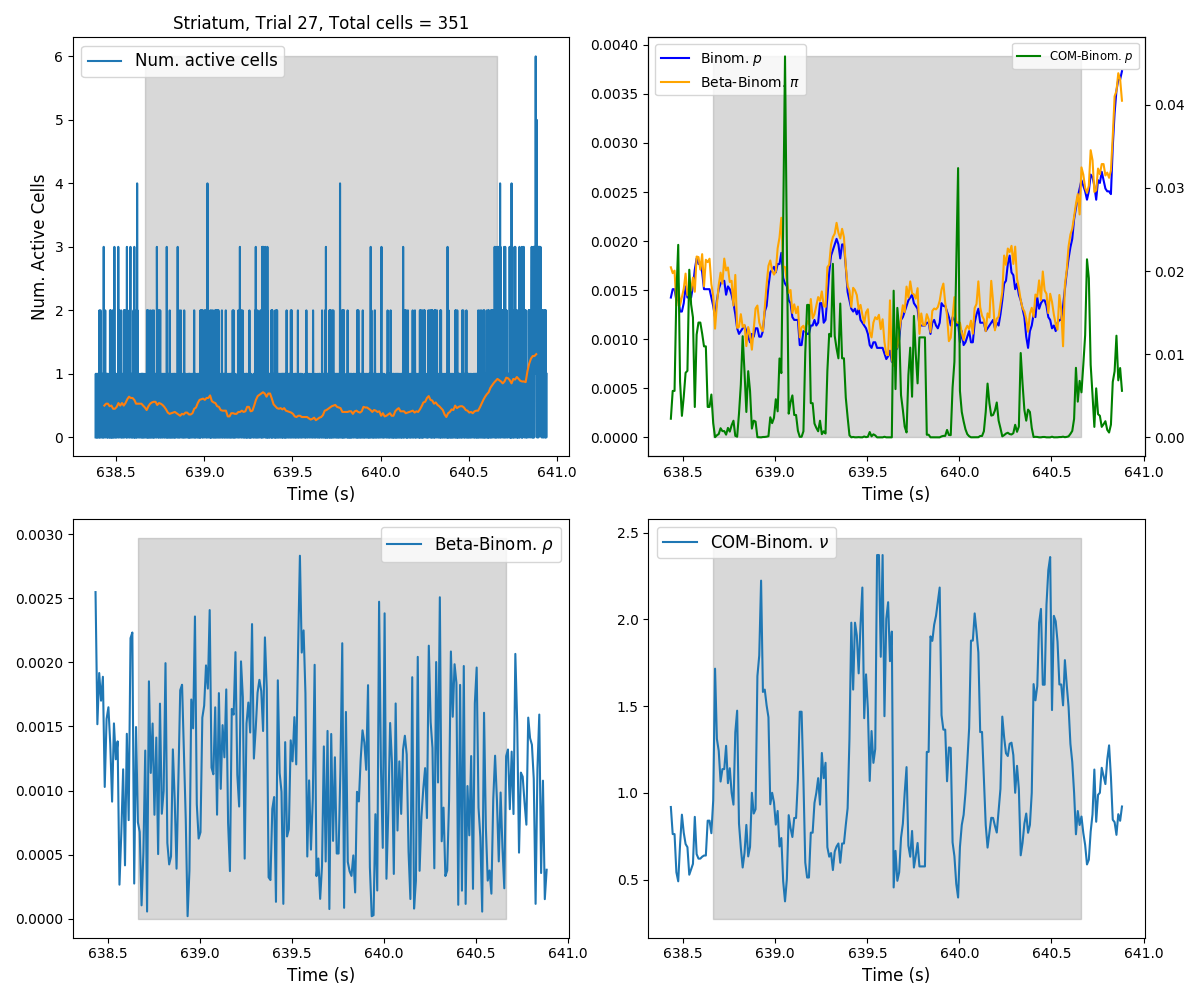 Striatum, Trial 27, Total cells = 351
Num. active cells
Num. Active Cells
6
5
4
3
2
1
0
638.5 639.0 639.5 640.0 640.5 641.0
Time (s)
Binom. p
Beta-Binom. π
COM-Binom. p
0.0040
0.0035
0.0030
0.0025
0.0020
0.0015
0.0010
0.0005
0.0000
0.04
0.03
0.02
0.01
0.00
638.5 639.0 639.5 640.0 640.5 641.0
Time (s)
Beta-Binom. ρ
0.0030
0.0025
0.0020
0.0015
0.0010
0.0005
0.0000
638.5 639.0 639.5 640.0 640.5 641.0
Time (s)
COM-Binom. ν
2.5
2.0
1.5
1.0
0.5
638.5 639.0 639.5 640.0 640.5 641.0
Time (s)